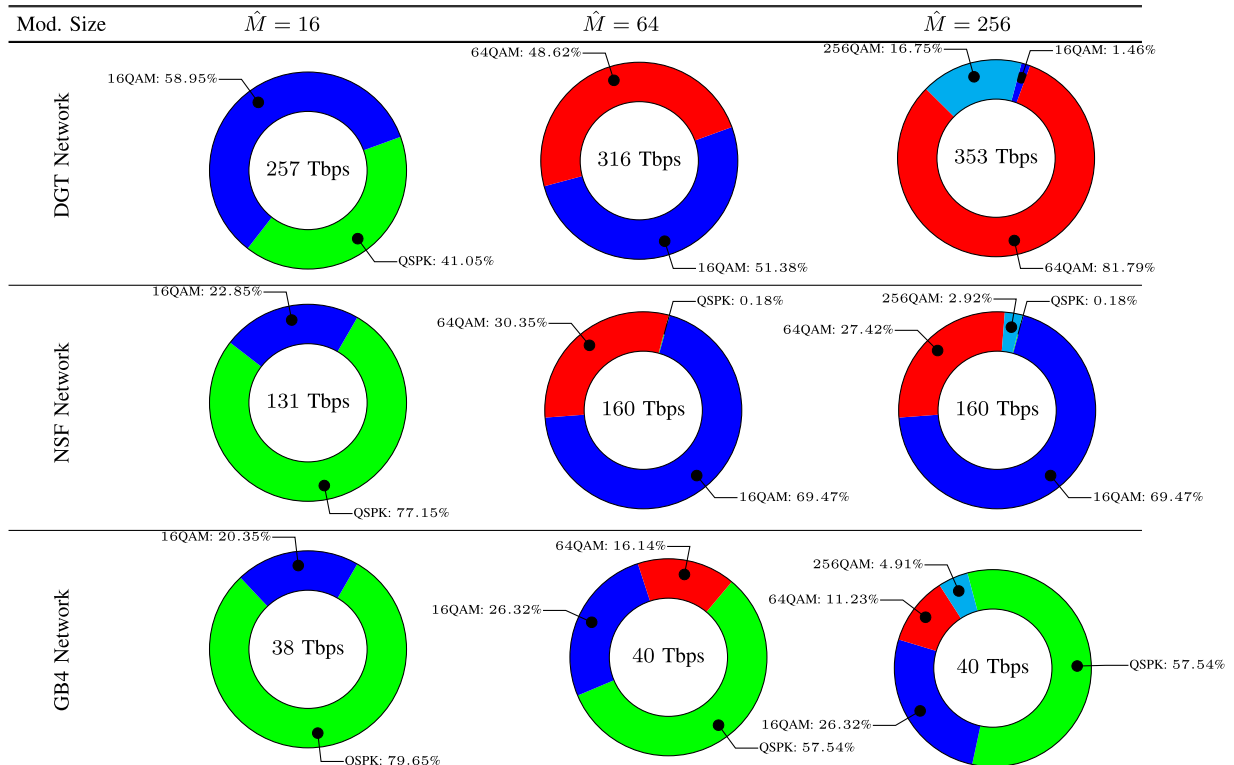 Mod. Size M̂ = 16 M̂ = 64 M̂ = 256
DGT Network
16QAM: 58.95%
257 Tbps
QSPK: 41.05%
64QAM: 48.62%
316 Tbps
16QAM: 51.38%
256QAM: 16.75%
16QAM: 1.46%
353 Tbps
64QAM: 81.79%
NSF Network
16QAM: 22.85%
131 Tbps
QSPK: 77.15%
QSPK: 0.18%
64QAM: 30.35%
160 Tbps
16QAM: 69.47%
256QAM: 2.92%
QSPK: 0.18%
64QAM: 27.42%
160 Tbps
16QAM: 69.47%
GB4 Network
16QAM: 20.35%
38 Tbps
OSPK: 79.65%
64QAM: 16.14%
16QAM: 26.32%
40 Tbps
QSPK: 57.54%
256QAM: 4.91%
64QAM: 11.23%
40 Tbps
QSPK: 57.54%
16QAM: 26.32%